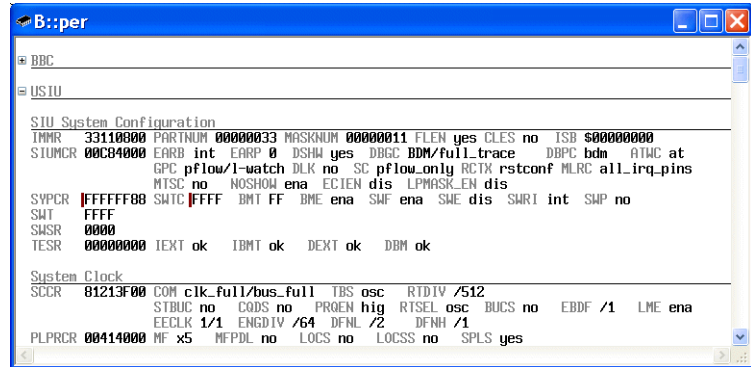 B::per
BBC
USIU
SIU System Configuration
IMMR 33110800 PARTNUM 00000033 MASKNUM 00000011 FLEN yes CLES no ISB $00000000
SIUMCR 00C84000 EARB int EARP 0 DSHW yes DBGC BDM/full_trace DBPC bdm ATWC at
GPC pflow/l-watch DLK no SC pflow_only RCTX rstconf MLRC all_irq_pins
MTSC no NOSHOW ena ECIEN dis LPMASK_EN dis
SYPCR FFFFFF88 SWTC FFFF BMT FF BME ena SWF ena SWE dis SWRI int SWP no
SWT FFFF
SWSR 0000
TESR 00000000 IEXT ok IBMT ok DEXT ok DBM ok
System Clock
SCCR 81213F00 COM clk_full/bus_full TBS osc RTDIV /512
STBUC no CQDS no PRQEN hig RTSEL osc BUCS no EBDF /1 LME ena
EECLK 1/1 ENGDIV /64 DFNL /2 DFNH /1
PLPRCR 00414000 MF x5 MFPDL no LOCS no LOCSS no SPLS yes